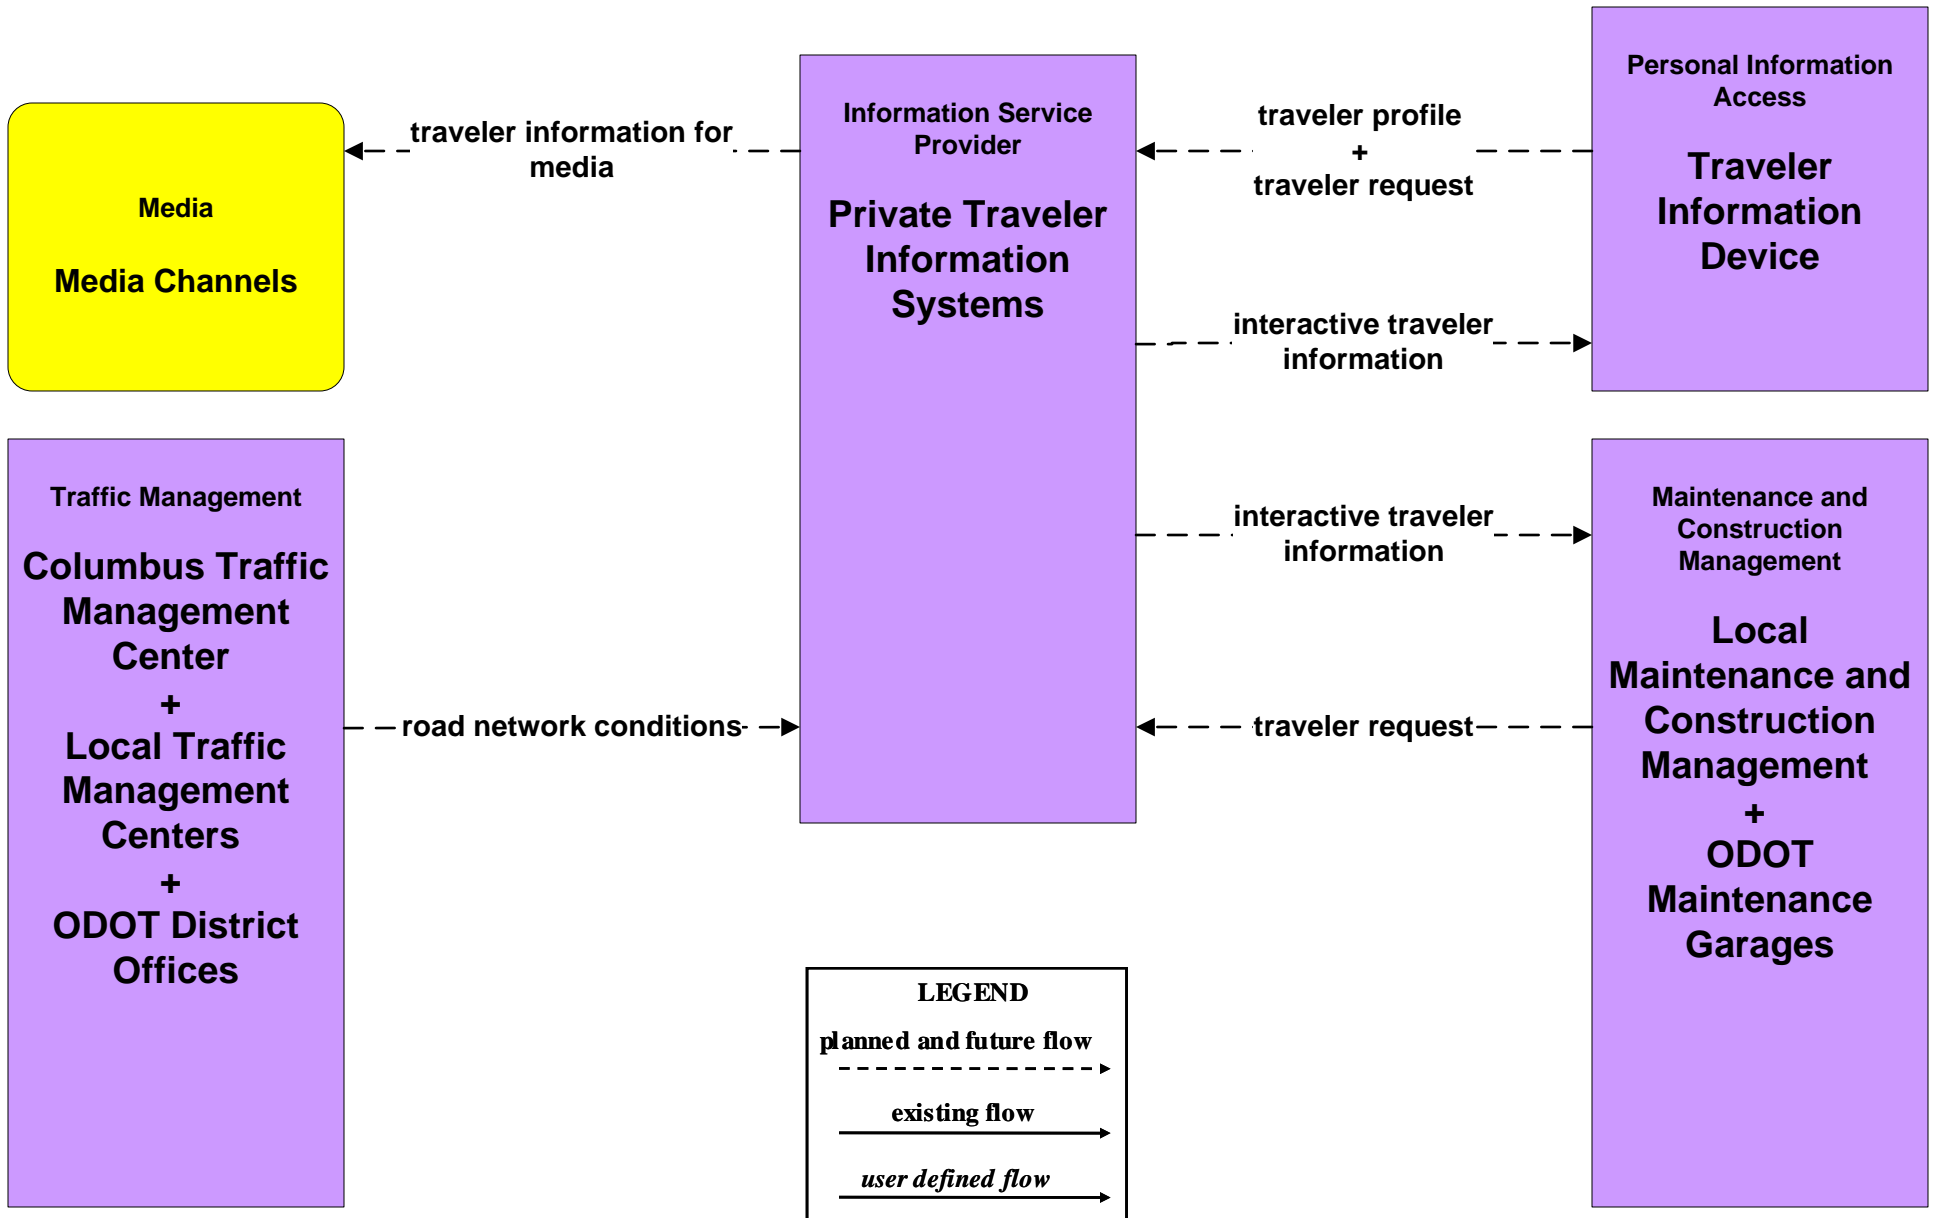 Media
Media Channels
traveler information for
media
Information Service
Provider
Private Traveler
Information
Systems
traveler profile
+
traveler request
Personal Information
Access
Traveler
Information
Device
interactive traveler
information
Traffic Management
Columbus Traffic
Management
Center
+
Local Traffic
Management
Centers
+
ODOT District
Offices
road network conditions
interactive traveler
information
traveler request
Maintenance and
Construction
Management
Local
Maintenance and
Construction
Management
+
ODOT
Maintenance
Garages
LEGEND
planned and future flow
existing flow
user defined flow